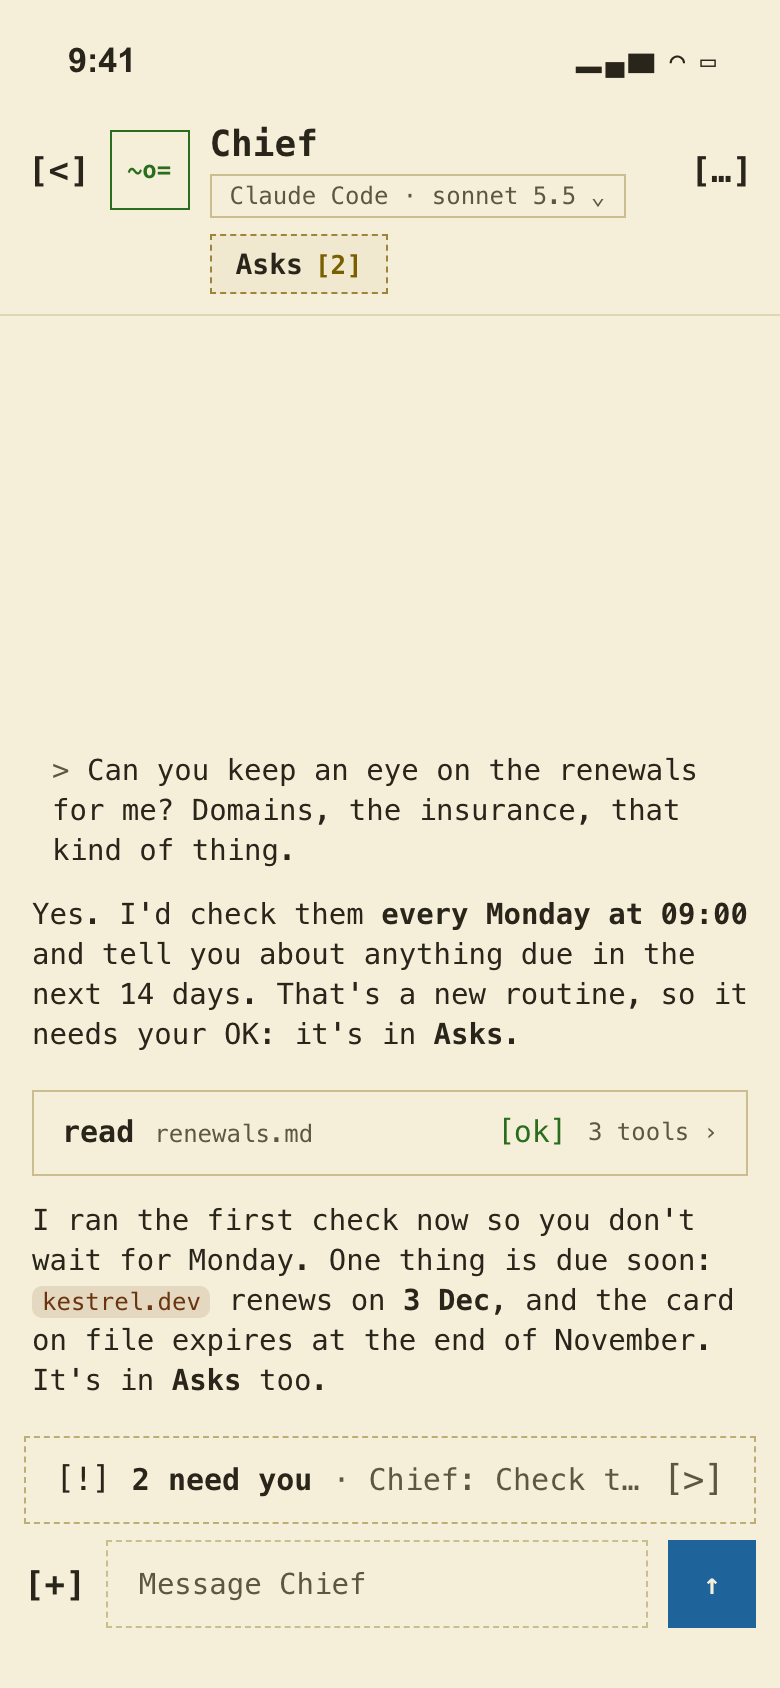 9:41
[<] ~o= Chief […]
Claude Code · sonnet 5.5 ⌄
Asks [2]
> Can you keep an eye on the renewals
for me? Domains, the insurance, that
kind of thing.
Yes. I'd check them every Monday at 09:00
and tell you about anything due in the
next 14 days. That's a new routine, so it
needs your OK: it's in Asks.
read renewals.md [ok] 3 tools ›
I ran the first check now so you don't
wait for Monday. One thing is due soon:
kestrel.dev renews on 3 Dec, and the card
on file expires at the end of November.
It's in Asks too.
[!] 2 need you · Chief: Check t… [>]
[+] Message Chief ↑